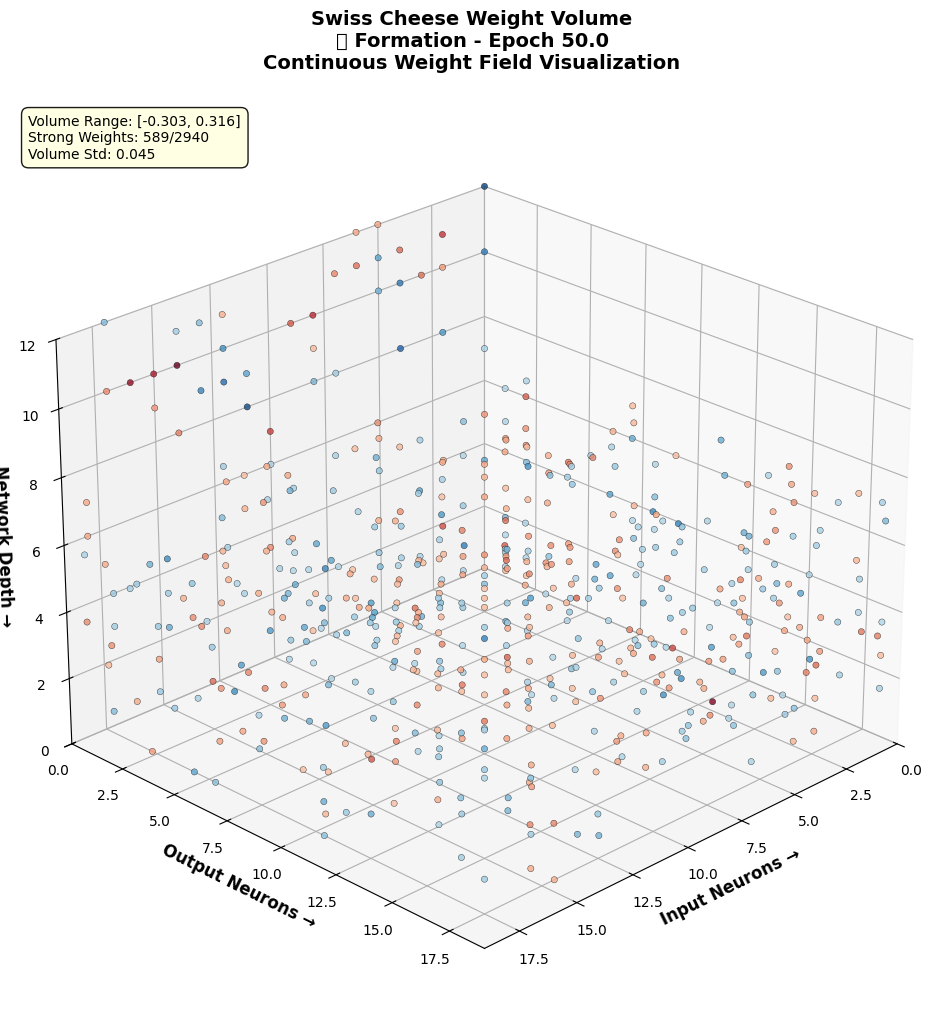 Swiss Cheese Weight Volume
▯ Formation - Epoch 50.0
Continuous Weight Field Visualization
Volume Range: [-0.303, 0.316]
Strong Weights: 589/2940
Volume Std: 0.045
12
10
8
6
4
2
0
Network Depth →
0.0
2.5
5.0
7.5
10.0
12.5
15.0
17.5
Output Neurons →
17.5
15.0
12.5
10.0
7.5
5.0
2.5
0.0
Input Neurons →